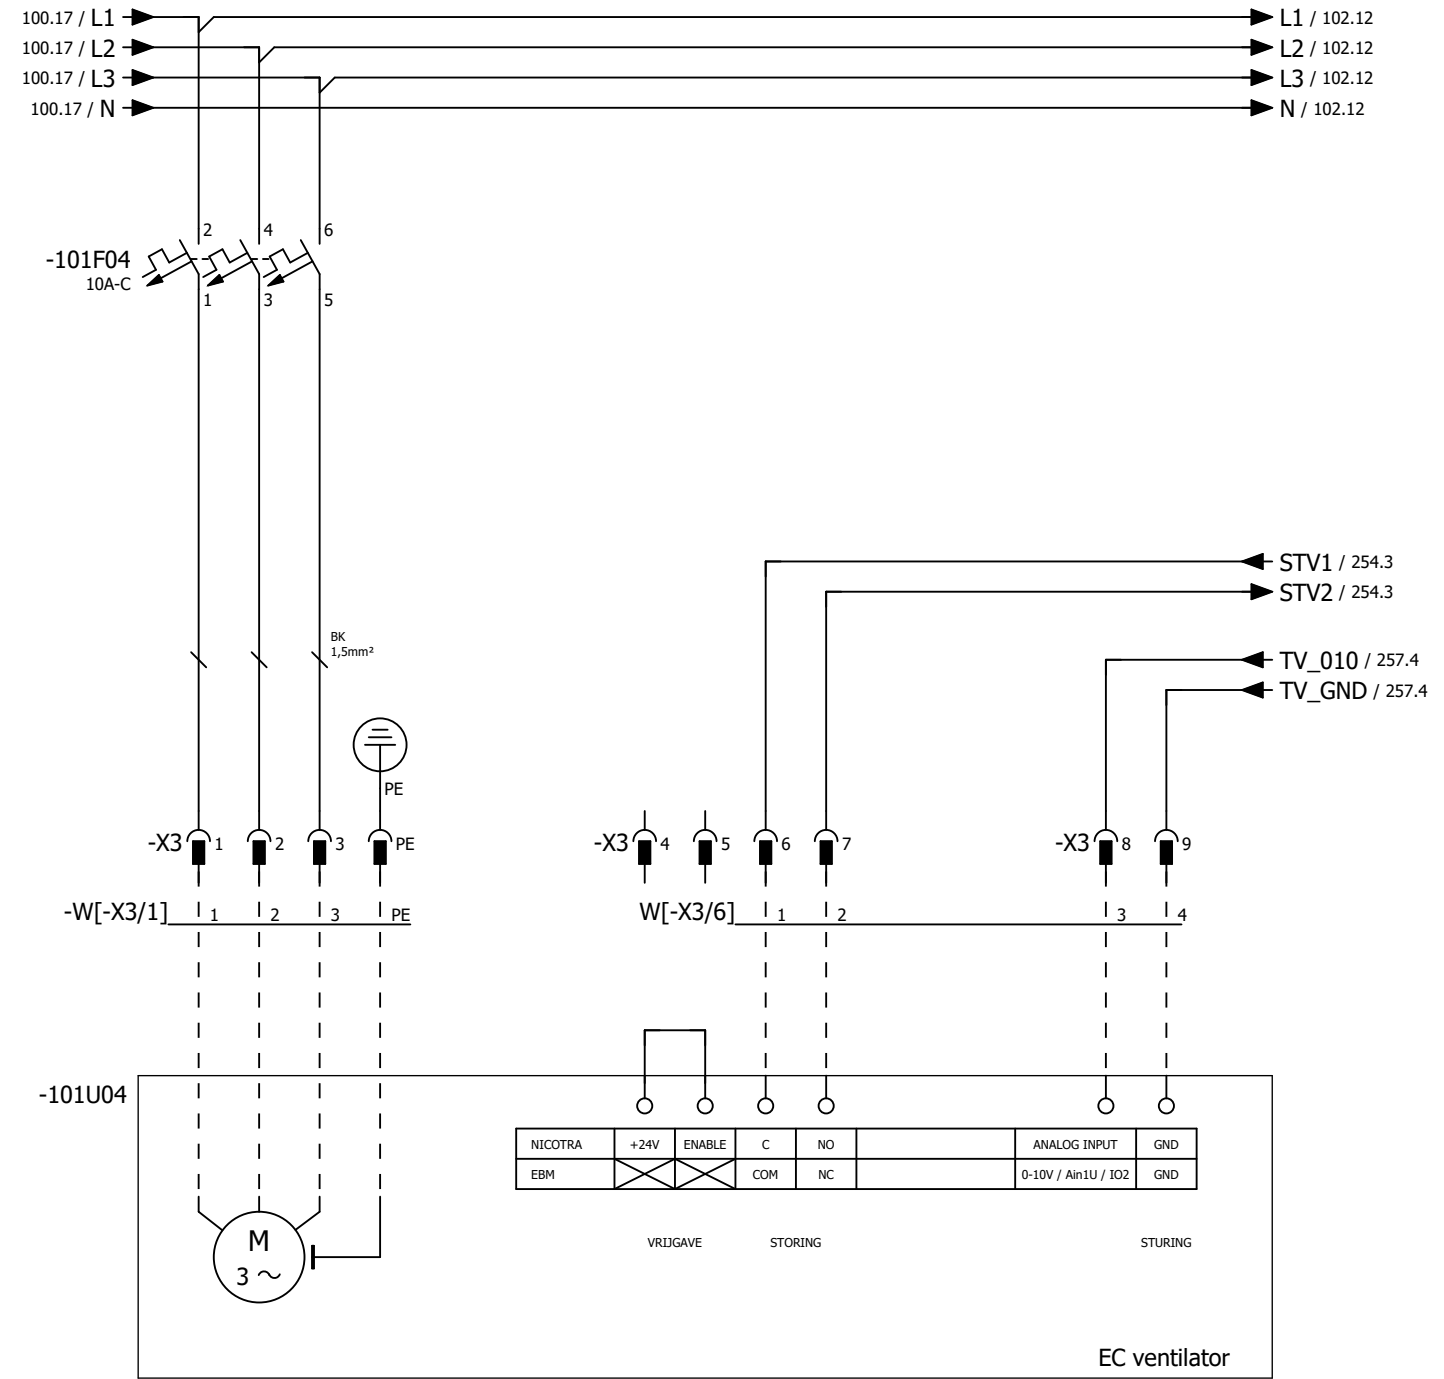 100.17 / L1 L1 / 102.12
100.17 / L2 L2 / 102.12
100.17 / L3 L3 / 102.12
100.17 / N N / 102.12
2 4 6
-101F04
10A-C
1 3 5
STV1 / 254.3
STV2 / 254.3
BK
1,5mm²
TV_010 / 257.4
TV_GND / 257.4
PE
-X3 1 2 3 PE -X3 4 5 6 7 -X3 8 9
-W[-X3/1] 1 2 3 PE W[-X3/6] 1 2 3 4
-101U04
NICOTRA +24V ENABLE C NO ANALOG INPUT GND
EBM COM NC 0-10V / Ain1U / IO2 GND
VRIJGAVE STORING STURING
M
3 ~
EC ventilator